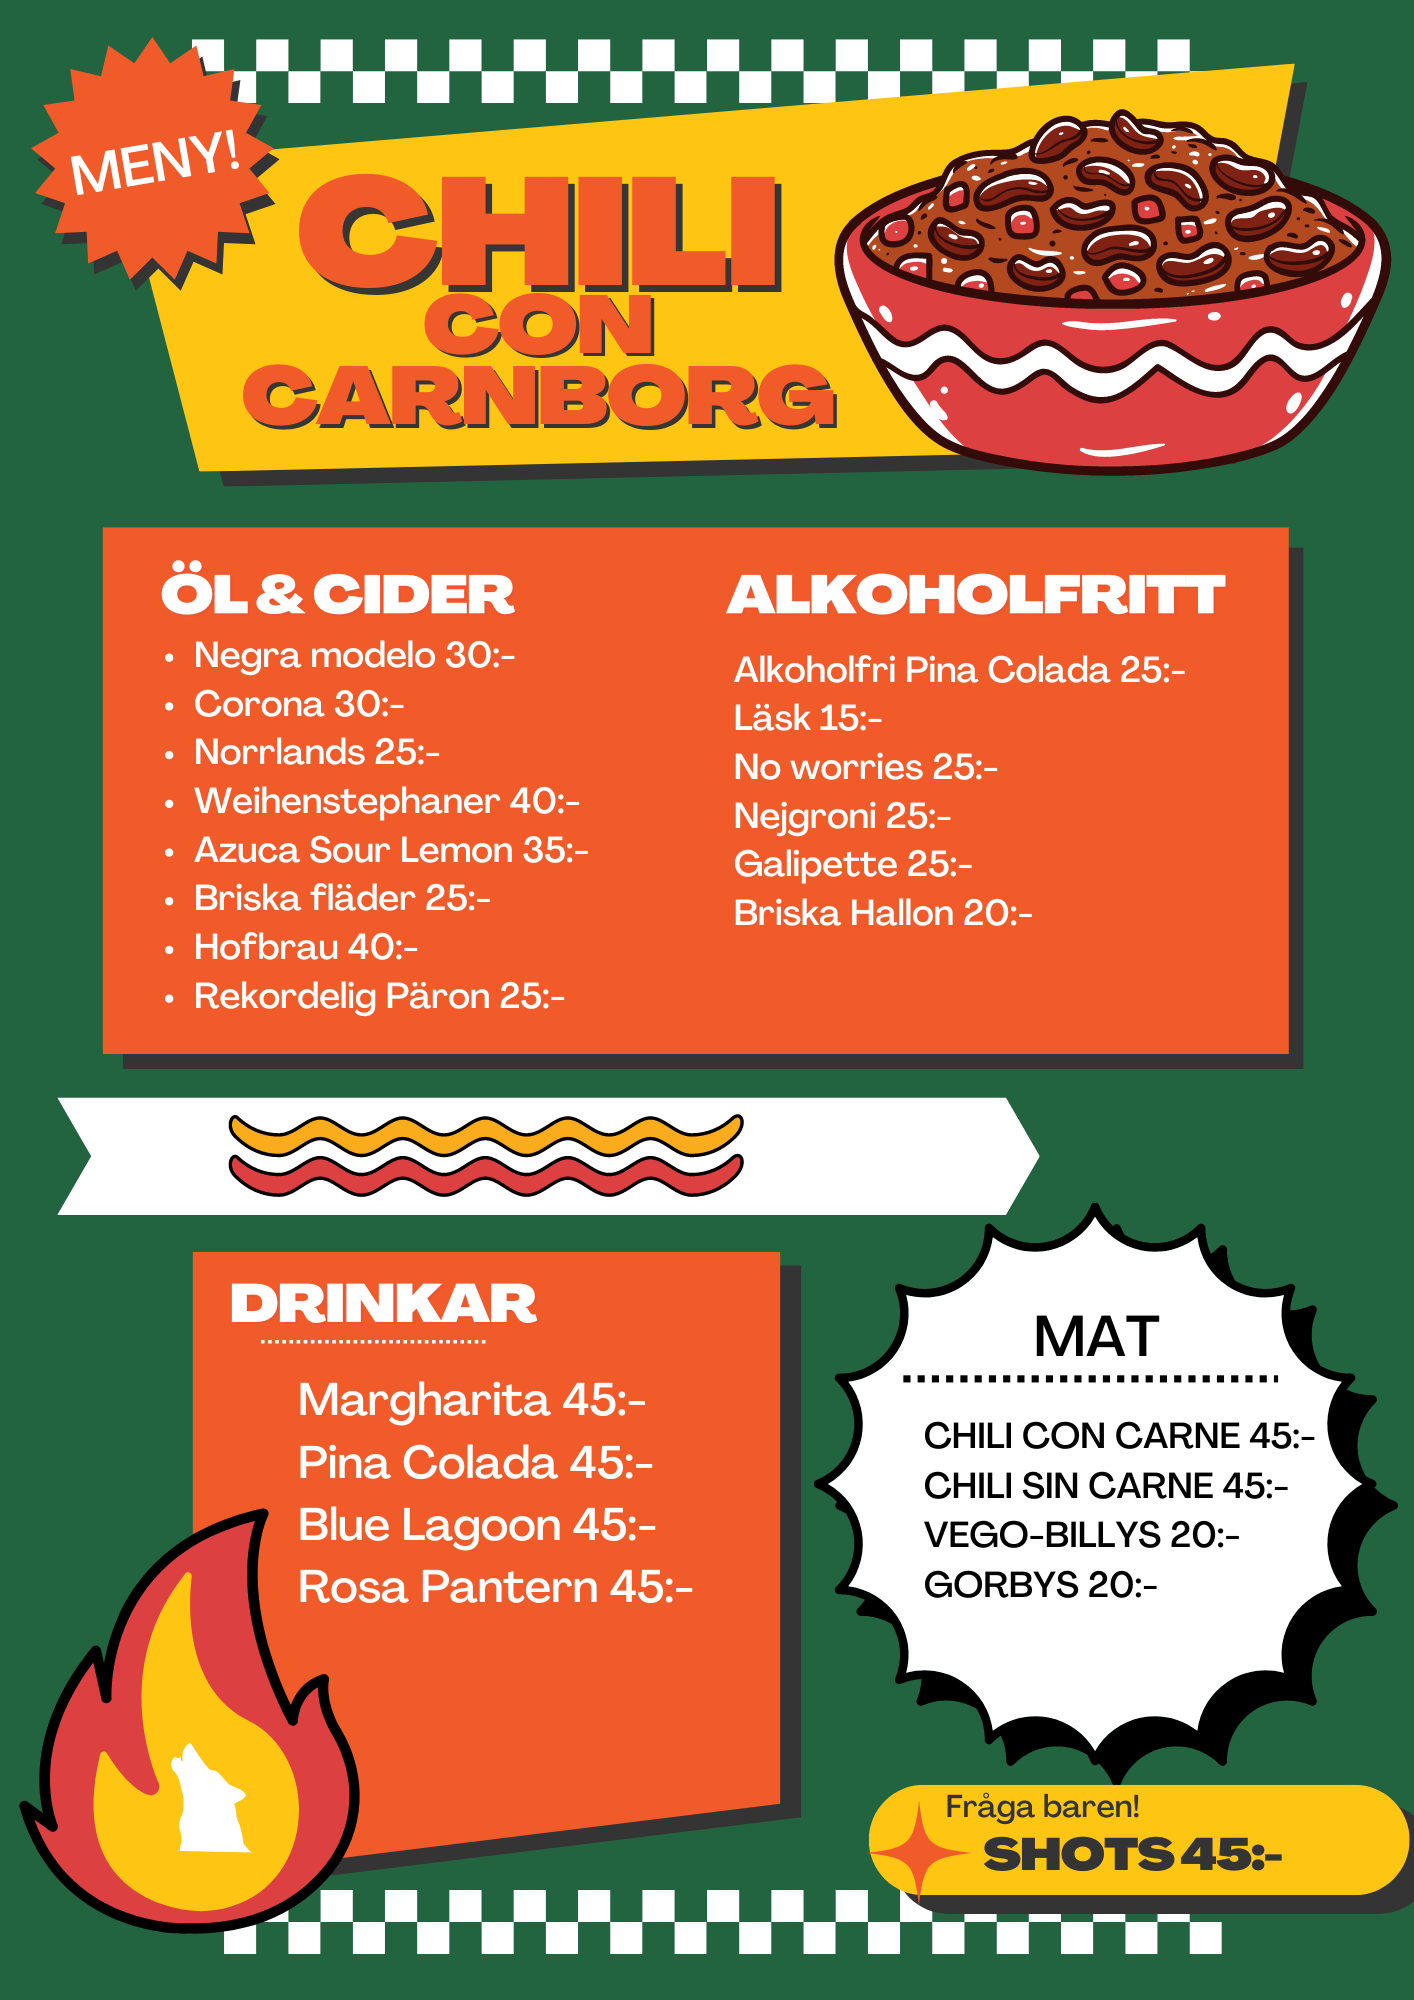 MENY!
CHILI
CON
CARNBORG
ÖL & CIDER
• Negra modelo 30:-
• Corona 30:-
• Norrlands 25:-
• Weihenstephaner 40:-
• Azuca Sour Lemon 35:-
• Briska fläder 25:-
• Hofbrau 40:-
• Rekordelig Päron 25:-
ALKOHOLFRITT
Alkoholfri Pina Colada 25:-
Läsk 15:-
No worries 25:-
Nejgroni 25:-
Galipette 25:-
Briska Hallon 20:-
DRINKAR
Margharita 45:-
Pina Colada 45:-
Blue Lagoon 45:-
Rosa Pantern 45:-
MAT
CHILI CON CARNE 45:-
CHILI SIN CARNE 45:-
VEGO-BILLYS 20:-
GORBYS 20:-
Fråga baren!
SHOTS 45:-